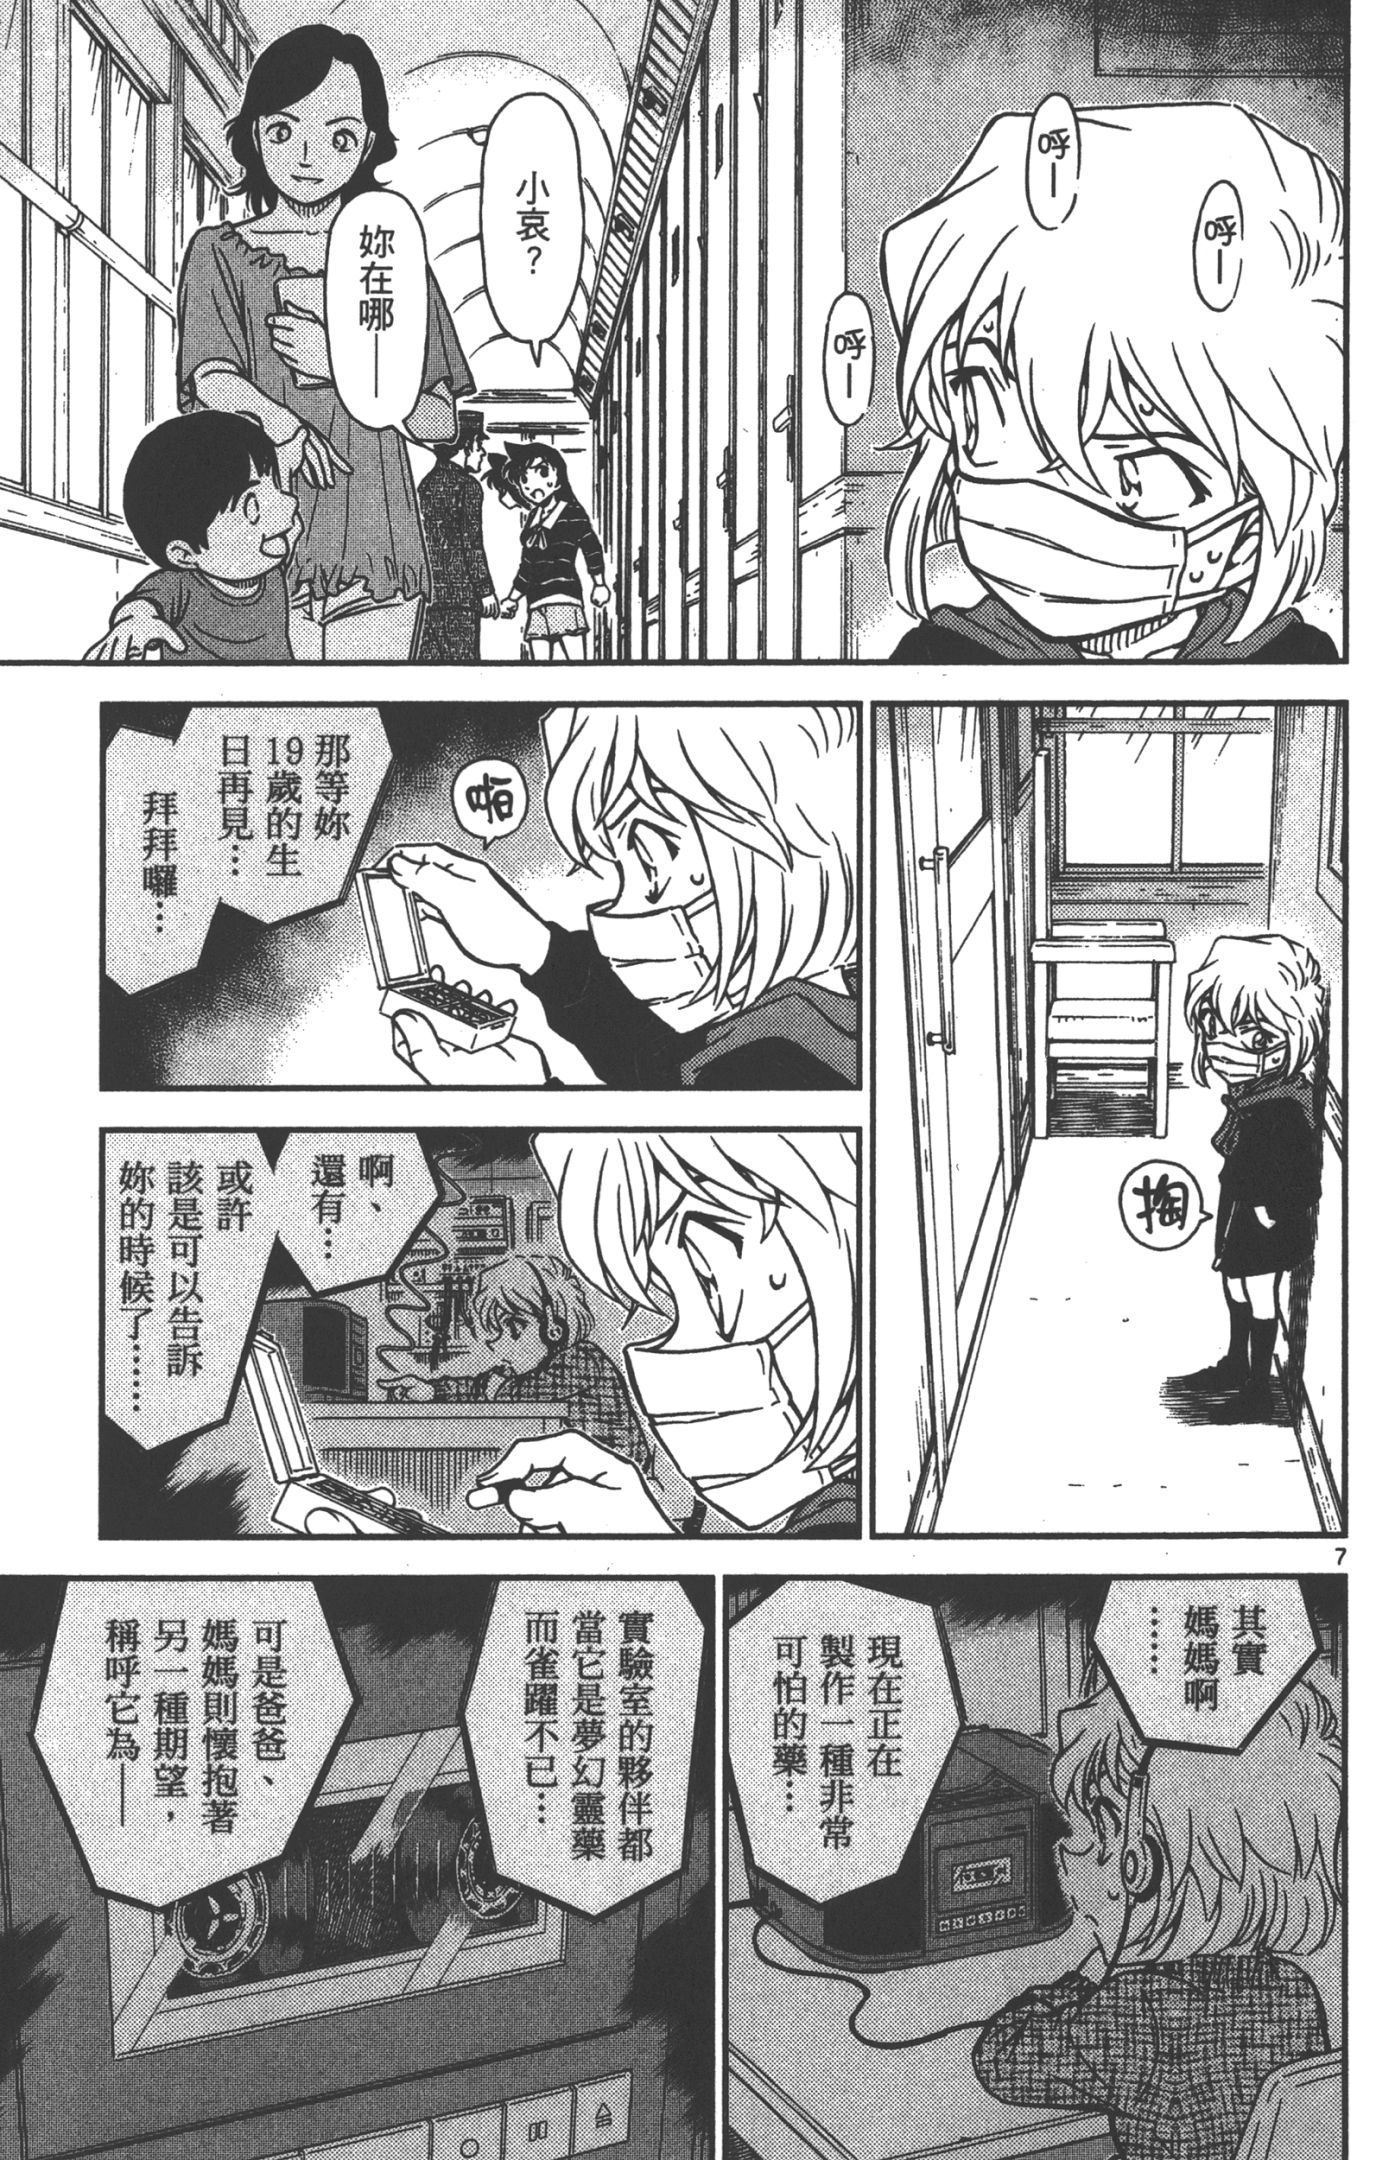 呼—
呼—
呼—
小哀？
妳在哪——
掏
啪
那等妳
19歲的生
日再見…
拜拜囉…
啊、
還有…
或許
該是可以告訴
妳的時候了……
7
其實
媽媽啊
……
現在正在
製作一種非常
可怕的藥…
實驗室的夥伴都
當它是夢幻靈藥
而雀躍不已…
可是爸爸、
媽媽則懷抱著
另一種期望，
稱呼它為——